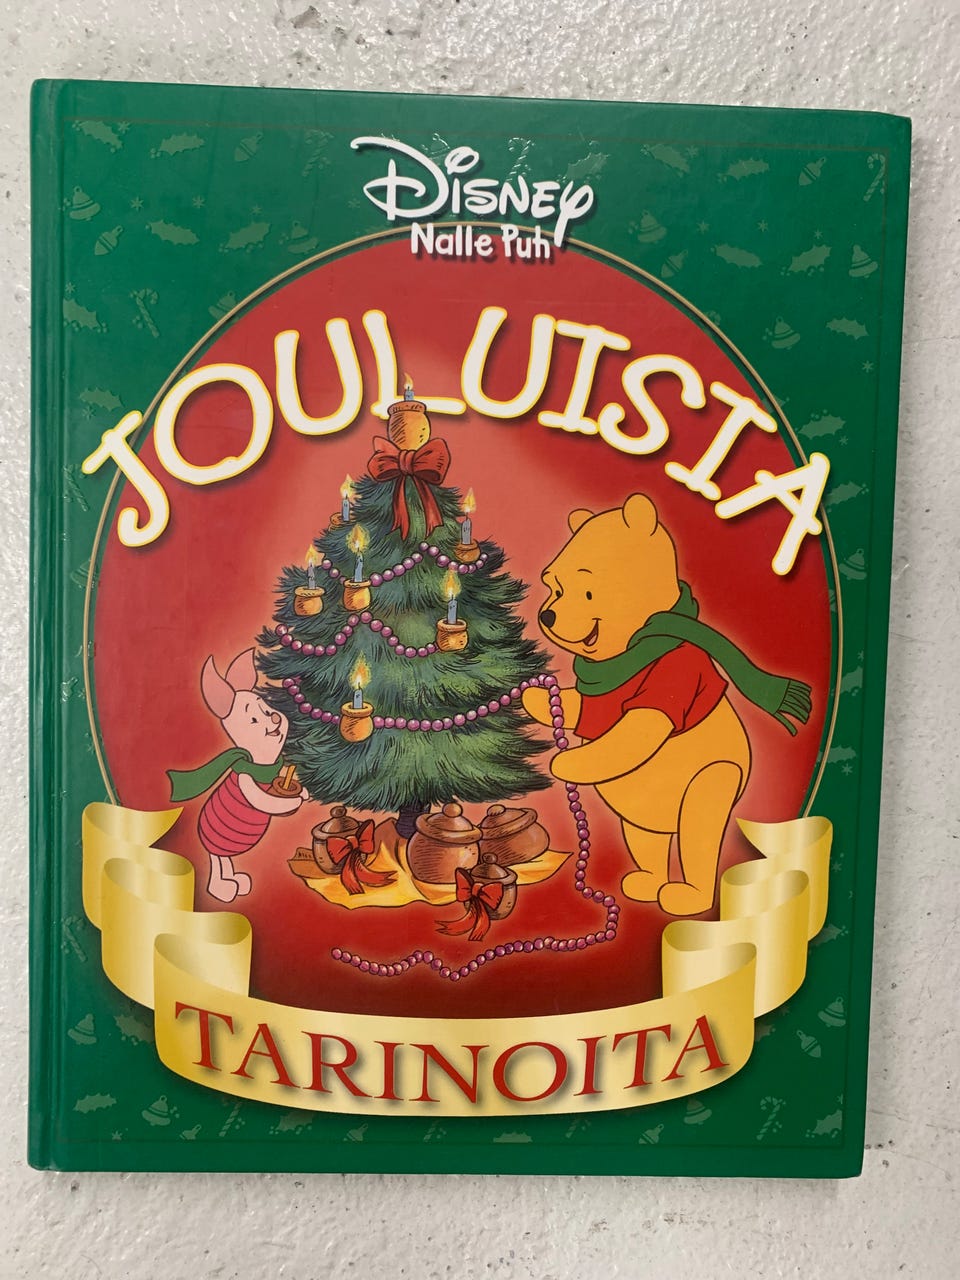 Disney
Nalle Puh
JOULUISIA
TARINOITA